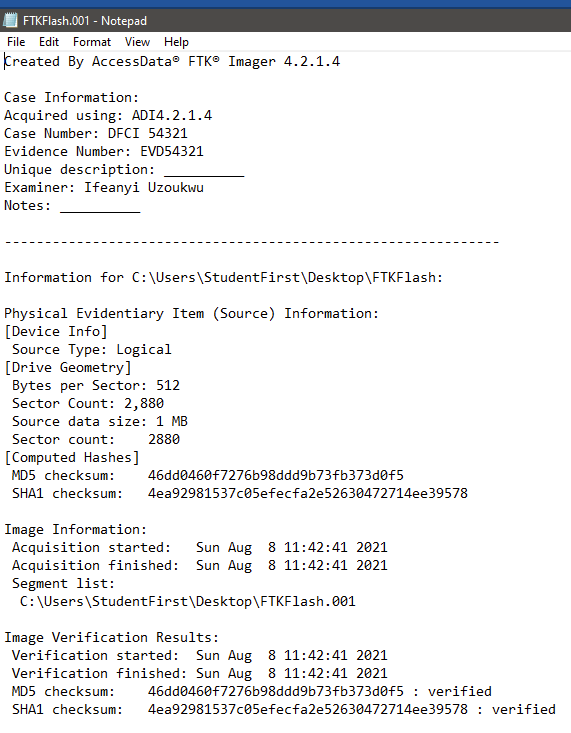 FTKFlash.001 - Notepad
File Edit Format View Help
Created By AccessData® FTK® Imager 4.2.1.4
Case Information:
Acquired using: ADI4.2.1.4
Case Number: DFCI 54321
Evidence Number: EVD54321
Unique description: __________
Examiner: Ifeanyi Uzoukwu
Notes: __________
--------------------------------------------------------------
Information for C:\Users\StudentFirst\Desktop\FTKFlash:
Physical Evidentiary Item (Source) Information:
[Device Info]
Source Type: Logical
[Drive Geometry]
Bytes per Sector: 512
Sector Count: 2,880
Source data size: 1 MB
Sector count:    2880
[Computed Hashes]
MD5 checksum:    46dd0460f7276b98ddd9b73fb373d0f5
SHA1 checksum:   4ea92981537c05efecfa2e52630472714ee39578
Image Information:
Acquisition started:   Sun Aug  8 11:42:41 2021
Acquisition finished:  Sun Aug  8 11:42:41 2021
Segment list:
C:\Users\StudentFirst\Desktop\FTKFlash.001
Image Verification Results:
Verification started:  Sun Aug  8 11:42:41 2021
Verification finished: Sun Aug  8 11:42:41 2021
MD5 checksum:    46dd0460f7276b98ddd9b73fb373d0f5 : verified
SHA1 checksum:   4ea92981537c05efecfa2e52630472714ee39578 : verified